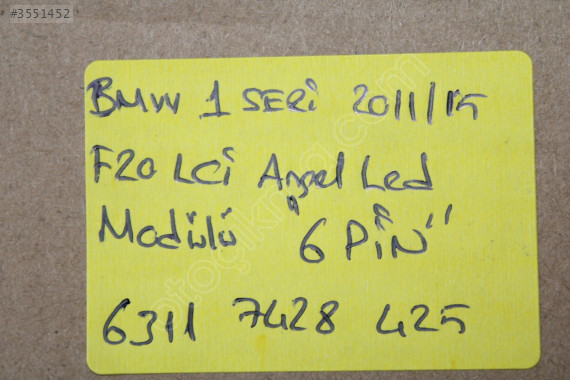 #3551452
BMW 1 SERİ 2011/15
F20 LCİ Angel Led
Modülü "6 PİN"
6311 7428 425